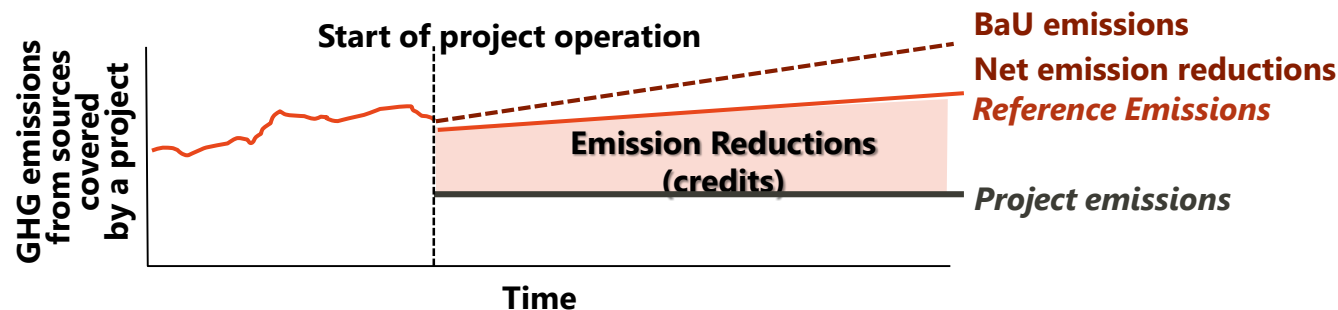 GHG emissions
from sources
covered
by a project
Start of project operation
BaU emissions
Net emission reductions
Reference Emissions
Emission Reductions
(credits)
Project emissions
Time